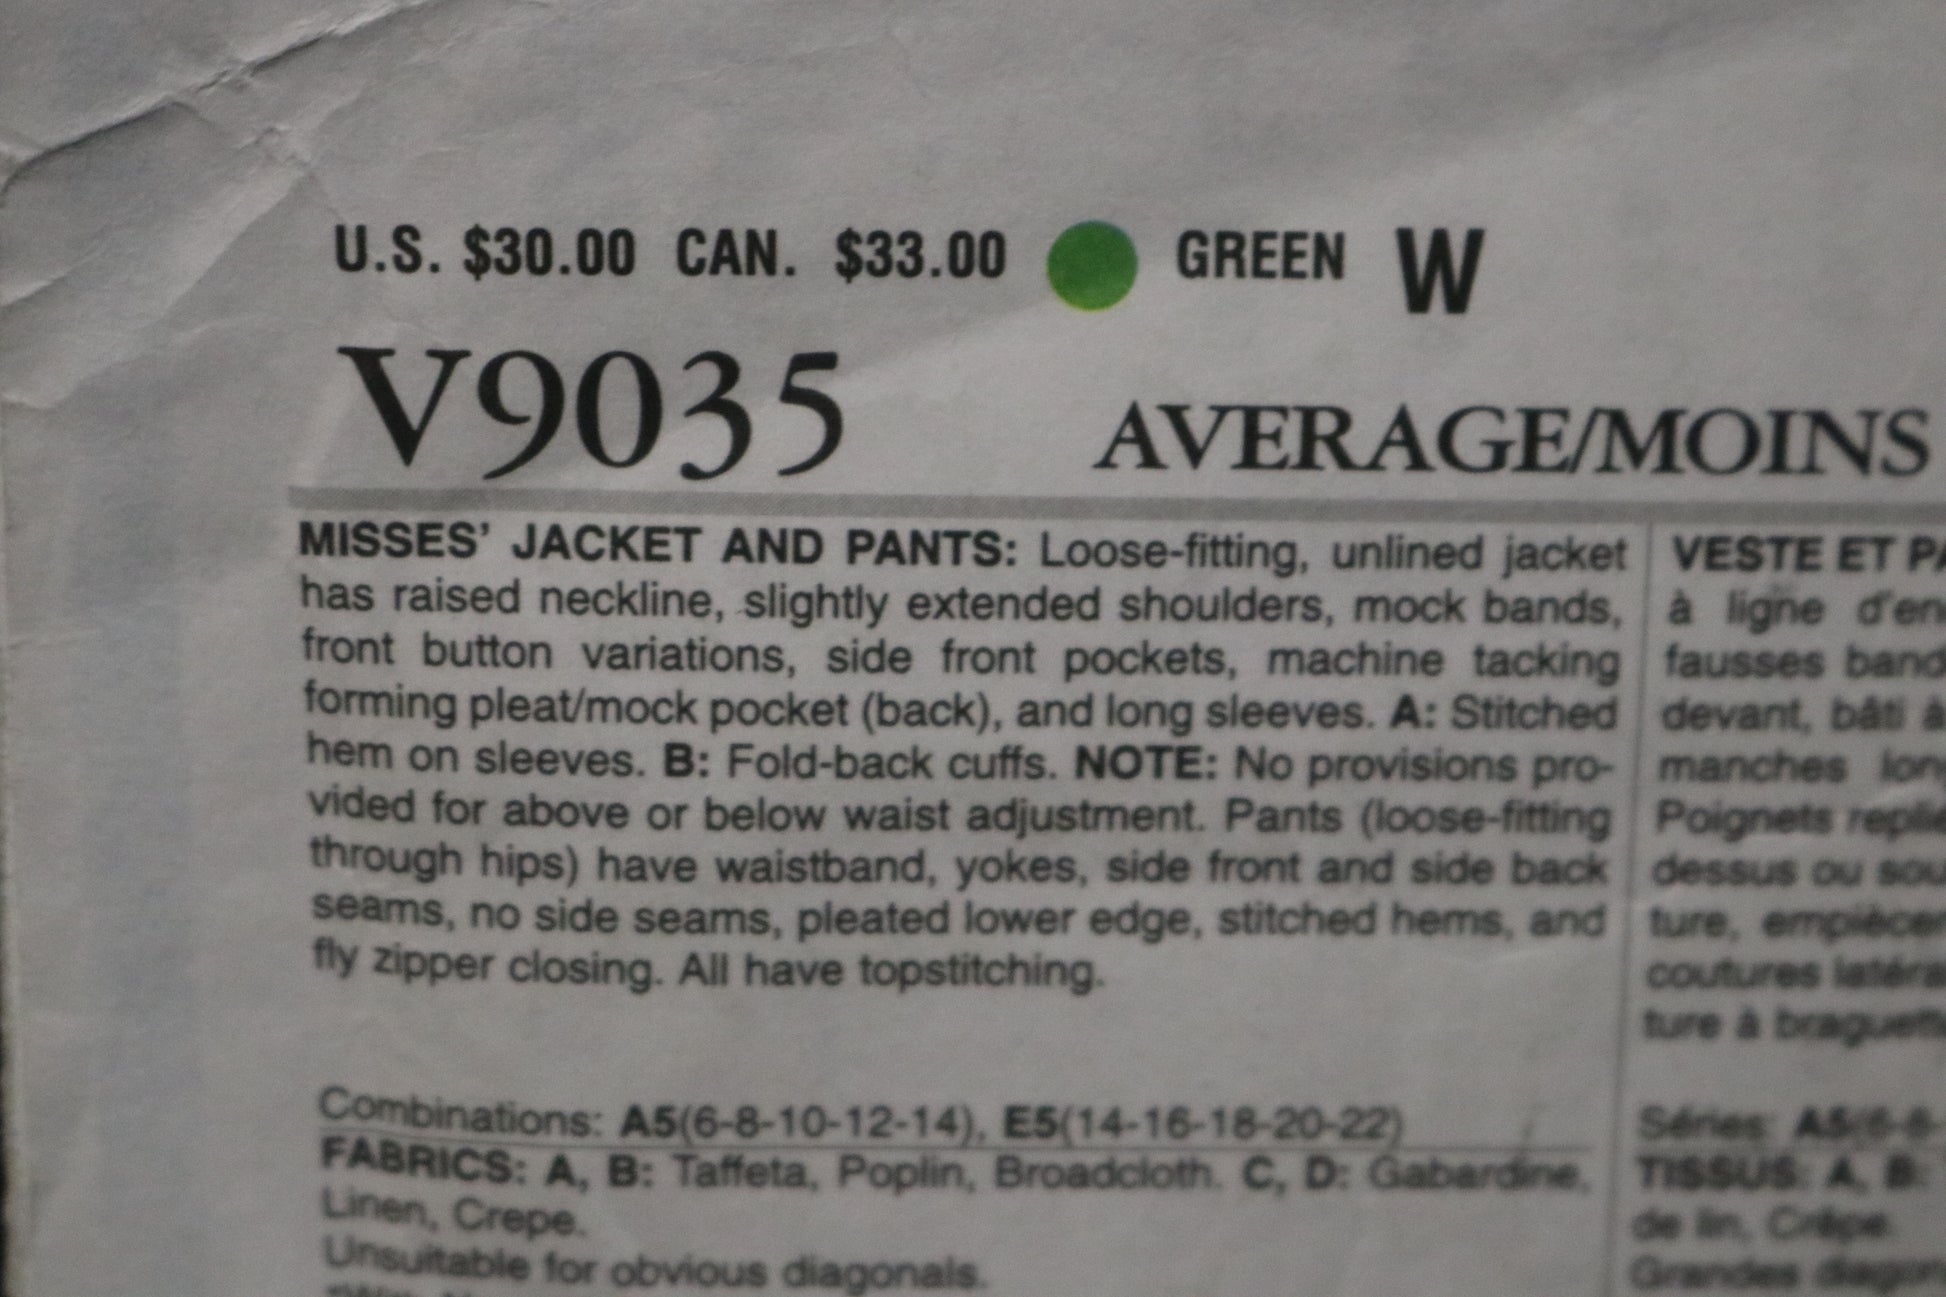 U.S. $30.00 CAN. $33.00 GREEN W
V9035 AVERAGE/MOINS
MISSES' JACKET AND PANTS: Loose-fitting, unlined jacket
has raised neckline, slightly extended shoulders, mock bands,
front button variations, side front pockets, machine tacking
forming pleat/mock pocket (back), and long sleeves. A: Stitched
hem on sleeves. B: Fold-back cuffs. NOTE: No provisions pro-
vided for above or below waist adjustment. Pants (loose-fitting
through hips) have waistband, yokes, side front and side back
seams, no side seams, pleated lower edge, stitched hems, and
fly zipper closing. All have topstitching.
Combinations: A5(6-8-10-12-14), E5(14-16-18-20-22)
FABRICS: A, B: Taffeta, Poplin, Broadcloth. C, D: Gabardine,
Linen, Crepe.
Unsuitable for obvious diagonals.
VESTE ET
à ligne
fausses
devant, bâti à
manches
Poignets
dessus ou
ture,
coutures
ture à
Séries:
TISSUS: A, B:
de lin, Crêpe.
Grandes